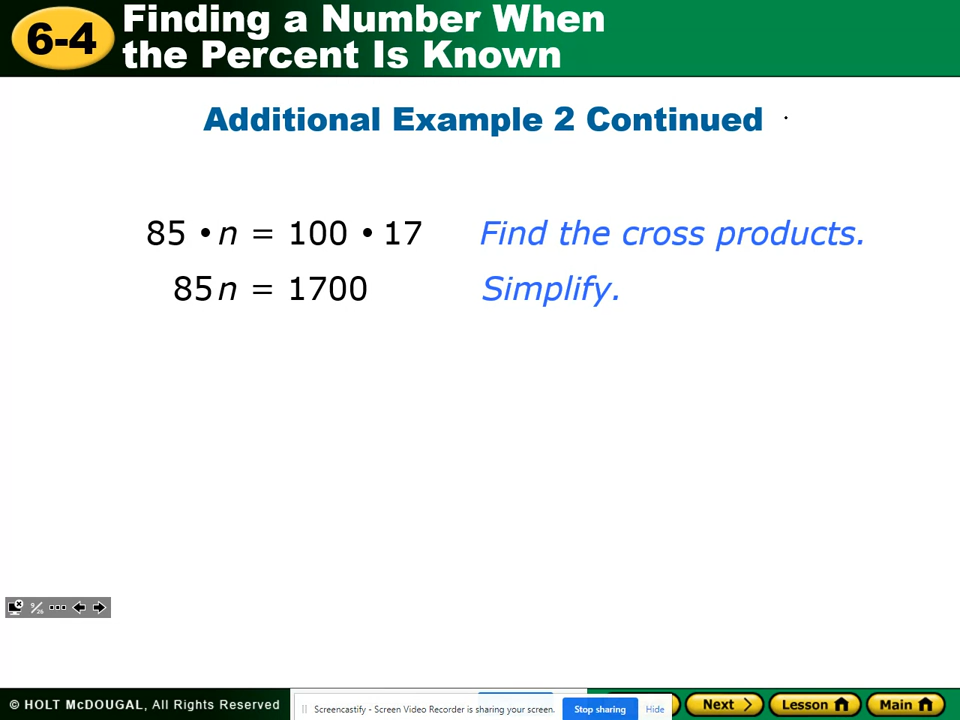 6-4
Finding a Number When
the Percent Is Known
Additional Example 2 Continued
85 • n = 100 • 17 Find the cross products.
85n = 1700 Simplify.
9/26
© HOLT McDOUGAL, All Rights Reserved
Screencastify - Screen Video Recorder is sharing your screen. Stop sharing Hide
Next Lesson Main